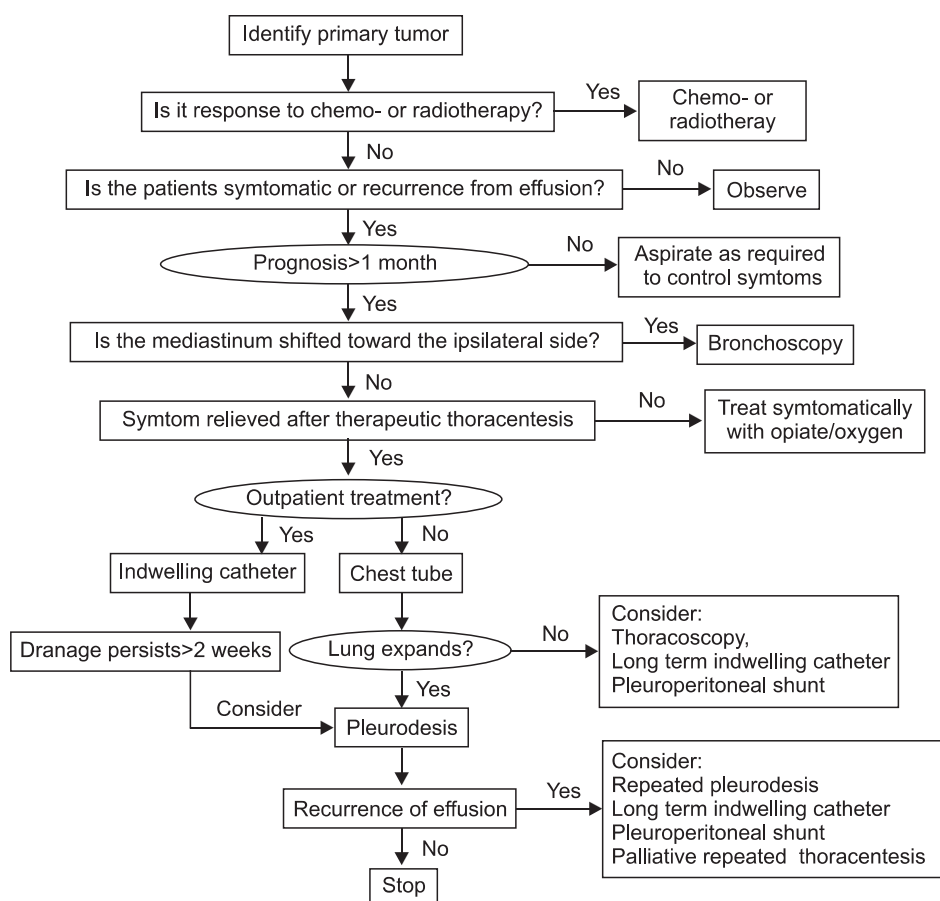 Identify primary tumor
Is it response to chemo- or radiotherapy?
Yes
Chemo- or
radiotheray
No
Is the patients symtomatic or recurrence from effusion?
No
Observe
Yes
Prognosis>1 month
No
Aspirate as required
to control symtoms
Yes
Is the mediastinum shifted toward the ipsilateral side?
Yes
Bronchoscopy
No
Symtom relieved after therapeutic thoracentesis
No
Treat symtomatically
with opiate/oxygen
Yes
Outpatient treatment?
Yes
No
Indwelling catheter
Chest tube
Dranage persists>2 weeks
Lung expands?
No
Consider:
Thoracoscopy,
Long term indwelling catheter
Pleuroperitoneal shunt
Consider
Yes
Pleurodesis
Recurrence of effusion
Yes
Consider:
Repeated pleurodesis
Long term indwelling catheter
Pleuroperitoneal shunt
Palliative repeated thoracentesis
No
Stop